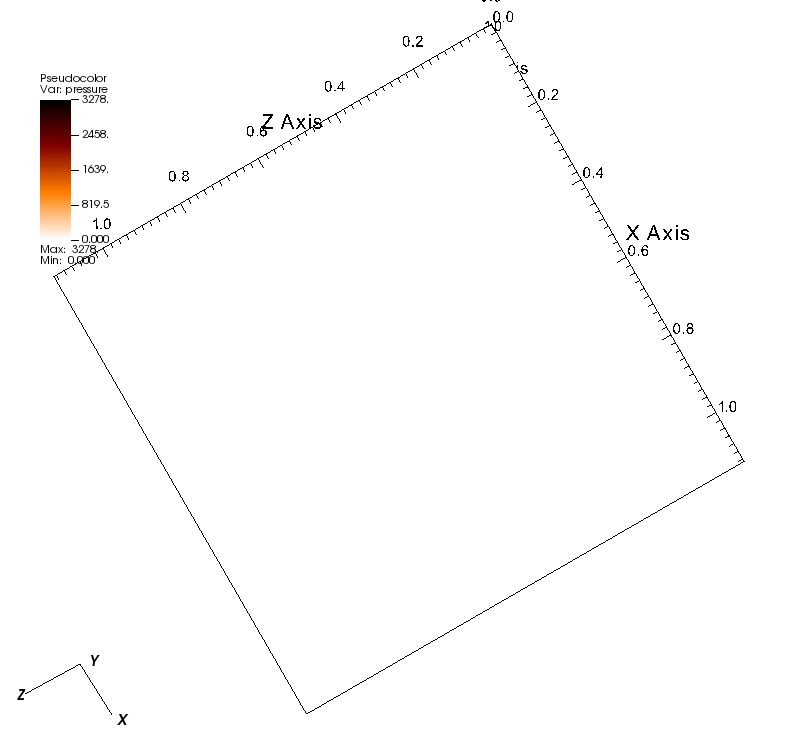 0.0
0.2
0.4
Z Axis
0.6
0.8
1.0
Pseudocolor
Var: pressure
3278.
2458.
1639.
819.5
0.000
Max: 3278.
Min: 0.000
0.2
0.4
X Axis
0.6
0.8
1.0
Y
Z
X